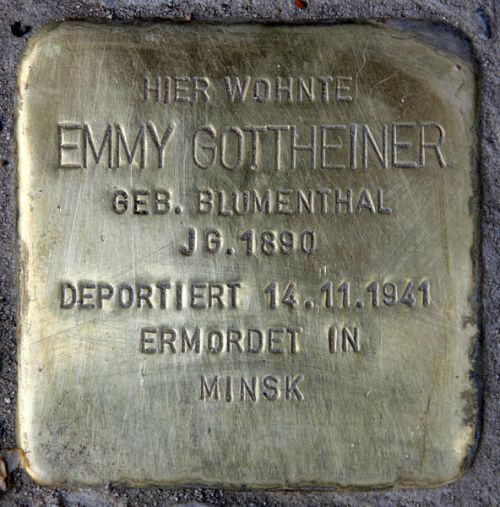 HIER WOHNTE
EMMY GOTTHEINER
GEB. BLUMENTHAL
JG. 1890
DEPORTIERT 14.11.1941
ERMORDET IN
MINSK